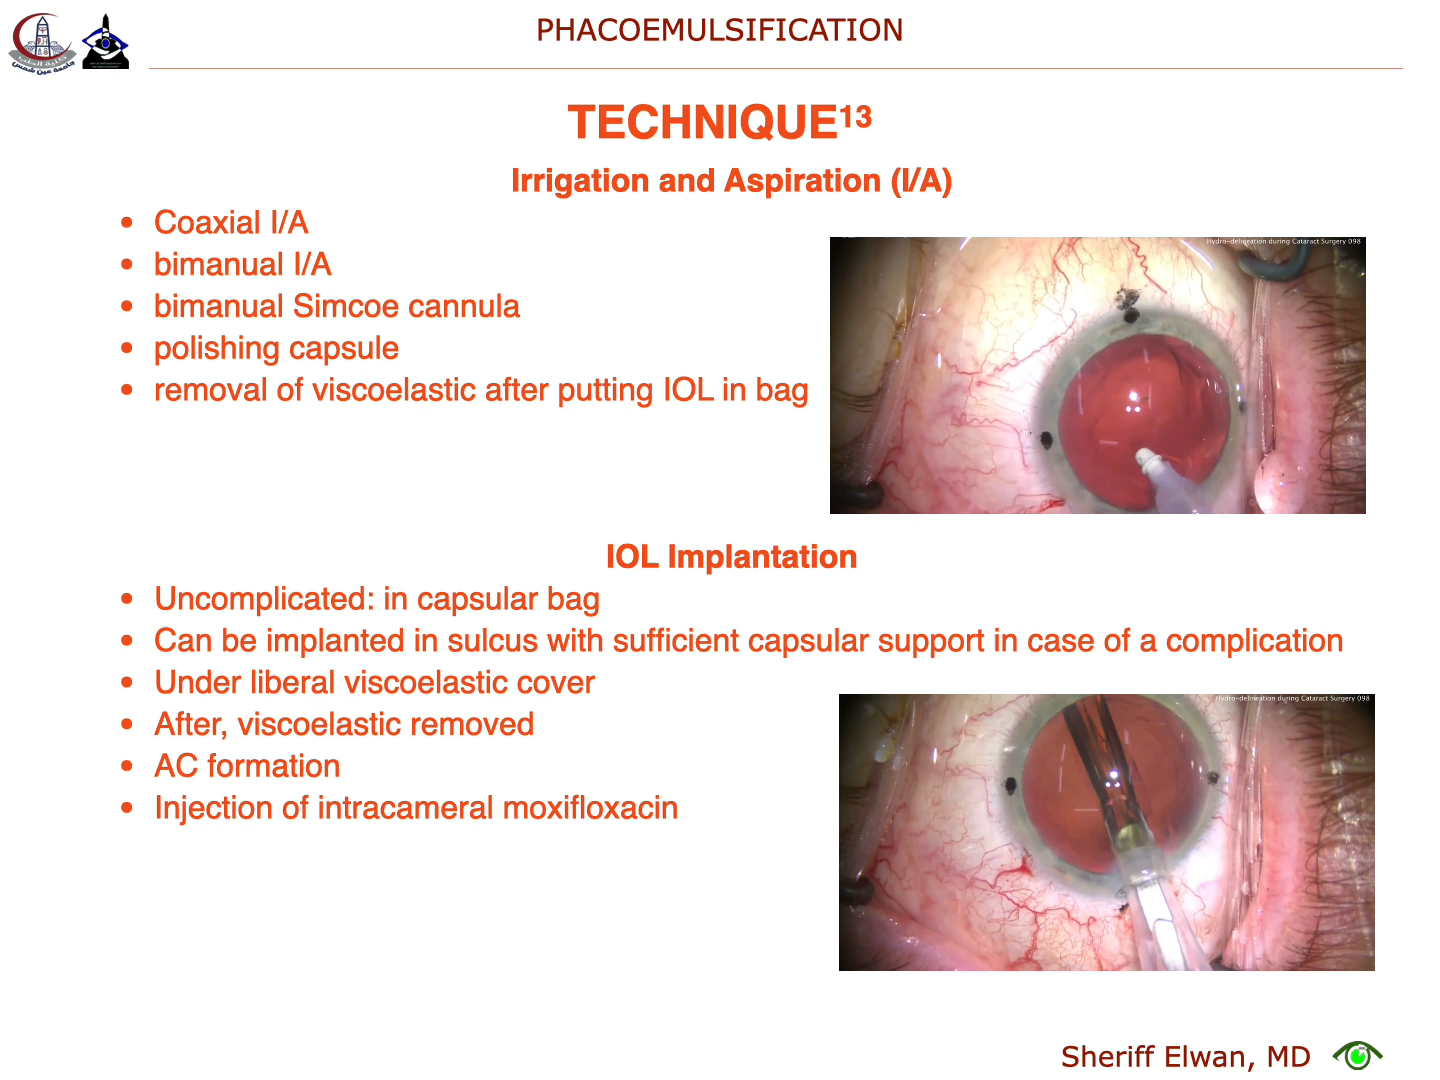 PHACOEMULSIFICATION
جامعة عين شمس
TECHNIQUE¹³
Irrigation and Aspiration (I/A)
• Coaxial I/A
• bimanual I/A
• bimanual Simcoe cannula
• polishing capsule
• removal of viscoelastic after putting IOL in bag
Hydro-delineation during Cataract Surgery 098
IOL Implantation
• Uncomplicated: in capsular bag
• Can be implanted in sulcus with sufficient capsular support in case of a complication
• Under liberal viscoelastic cover
• After, viscoelastic removed
• AC formation
• Injection of intracameral moxifloxacin
Hydro-delineation during Cataract Surgery 098
Sheriff Elwan, MD